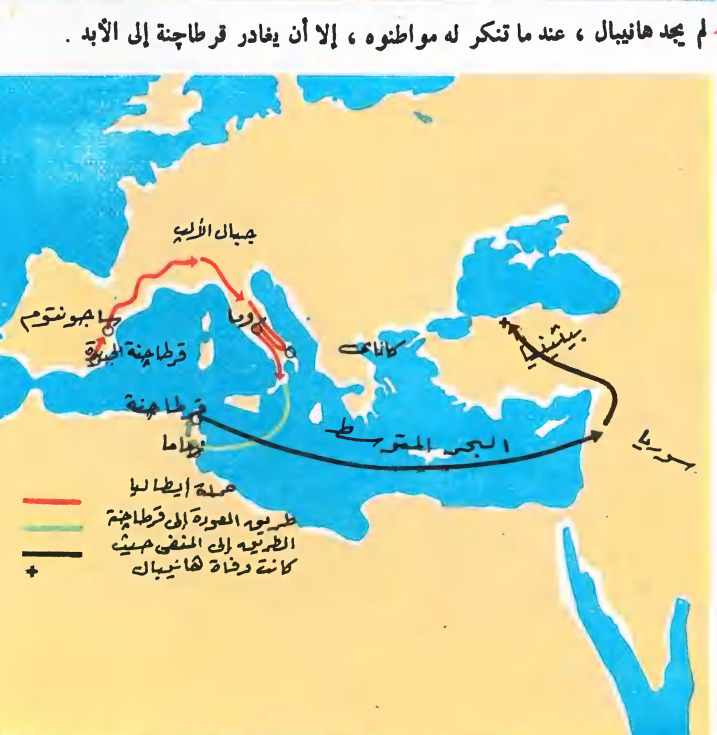 لم يجد هانيبال ، عند ما تنكر له مواطنوه ، إلا أن يغادر قرطاجنة إلى الأبد .
جبال الألب
ساجونتوم
روما
قرطاجنة الجديدة
كاناي
بيثينيا
قرطاجنة
زاما
البحر المتوسط
سوريا
حملة إيطاليا
طريق العودة إلى قرطاجنة
الطريق إلى المنفى حيث
كانت وفاة هانيبال
+